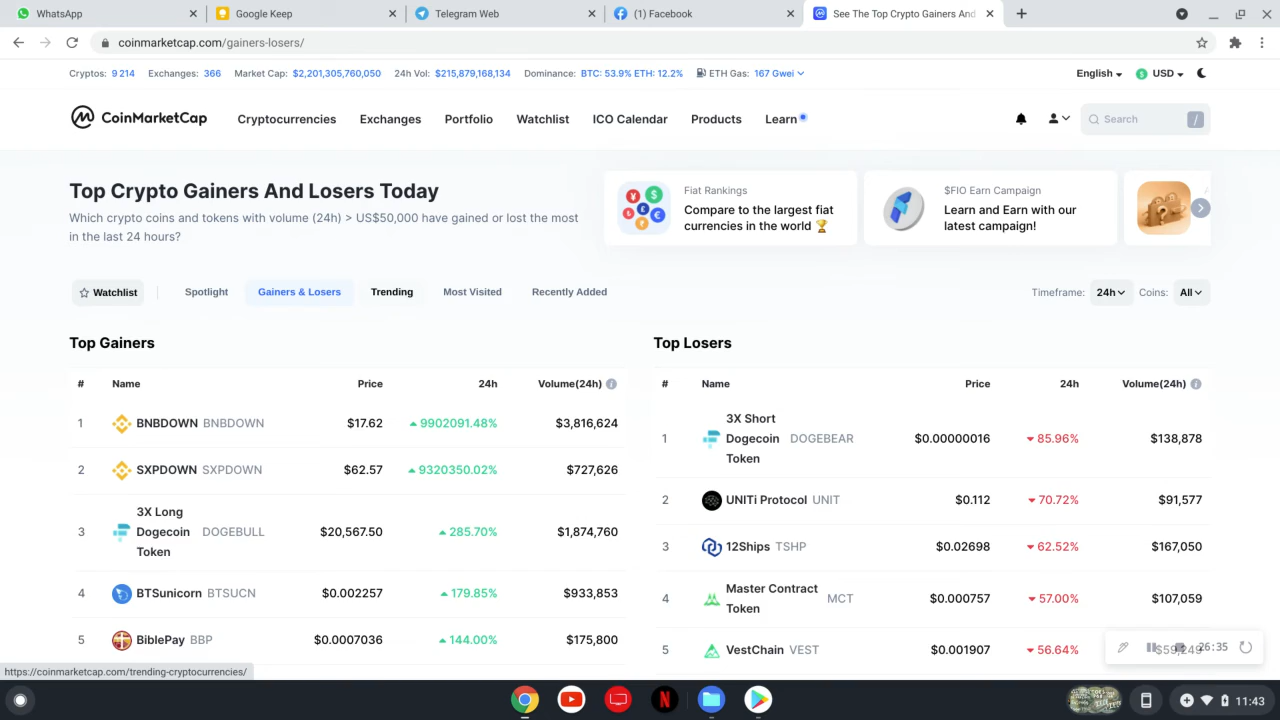 WhatsApp
Google Keep
Telegram Web
(1) Facebook
See The Top Crypto Gainers And
coinmarketcap.com/gainers-losers/
Cryptos: 9 214 Exchanges: 366 Market Cap: $2,201,305,760,050 24h Vol: $215,879,168,134 Dominance: BTC: 53.9% ETH: 12.2% ETH Gas: 167 Gwei English USD
CoinMarketCap Cryptocurrencies Exchanges Portfolio Watchlist ICO Calendar Products Learn Search /
Top Crypto Gainers And Losers Today
Which crypto coins and tokens with volume (24h) > US$50,000 have gained or lost the most
in the last 24 hours?
Fiat Rankings
Compare to the largest fiat
currencies in the world 🏆
$FIO Earn Campaign
Learn and Earn with our
latest campaign!
Watchlist Spotlight Gainers & Losers Trending Most Visited Recently Added Timeframe: 24h Coins: All
Top Gainers
# Name Price 24h Volume(24h)
1 BNBDOWN BNBDOWN $17.62 9902091.48% $3,816,624
2 SXPDOWN SXPDOWN $62.57 9320350.02% $727,626
3X Long
3 Dogecoin DOGEBULL $20,567.50 285.70% $1,874,760
Token
4 BTSunicorn BTSUCN $0.002257 179.85% $933,853
5 BiblePay BBP $0.0007036 144.00% $175,800
Top Losers
# Name Price 24h Volume(24h)
3X Short
1 Dogecoin DOGEBEAR $0.00000016 85.96% $138,878
Token
2 UNITi Protocol UNIT $0.112 70.72% $91,577
3 12Ships TSHP $0.02698 62.52% $167,050
Master Contract
4 MCT $0.000757 57.00% $107,059
Token
5 VestChain VEST $0.001907 56.64%
26:35
https://coinmarketcap.com/trending-cryptocurrencies/
11:43